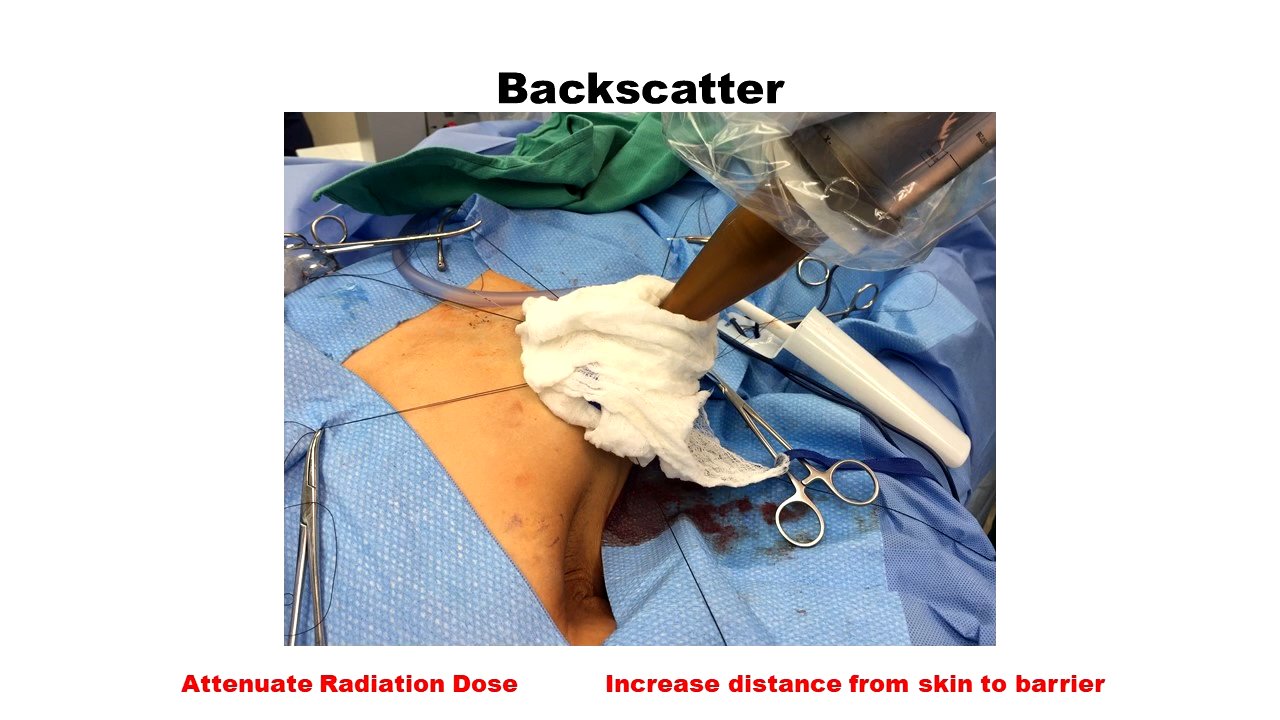 Backscatter
Attenuate Radiation Dose
Increase distance from skin to barrier